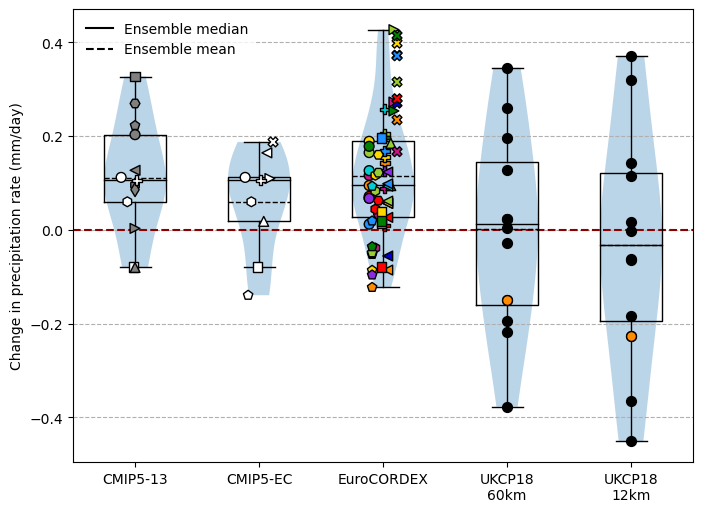 Ensemble median
Ensemble mean
Change in precipitation rate (mm/day)
0.4
0.2
0.0
−0.2
−0.4
CMIP5-13
CMIP5-EC
EuroCORDEX
UKCP18
60km
UKCP18
12km